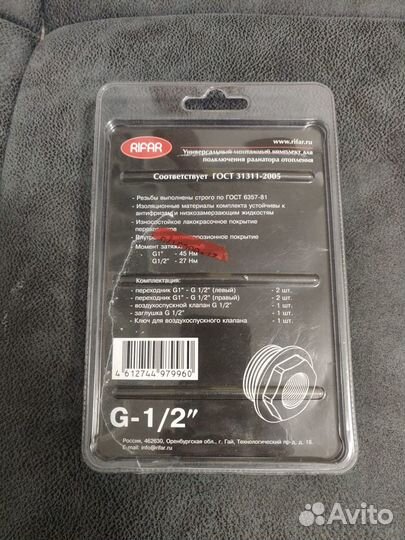 RIFAR
www.rifar.ru
Универсальный монтажный комплект для
подключения радиатора отопления
Соответствует ГОСТ 31311-2005
- Резьбы выполнены строго по ГОСТ 6357-81
- Изоляционные материалы комплекта устойчивы к
антифризам и низкозамерзающим жидкостям
- Износостойкое лакокрасочное покрытие
переходников
покрытие
- Момент затяжки
G1" - 45 Нм
G1/2" - 27 Нм
Комплектация:
- переходник G1" - G 1/2" (левый) - 2 шт.
- переходник G1" - G 1/2" (правый) - 2 шт.
- воздухоспускной клапан G 1/2" - 1 шт.
- заглушка G 1/2" - 1 шт.
- Ключ для воздухоспускного клапана - 1 шт.
4 612744 979960
G-1/2"
Россия, 462630, Оренбургская обл., г. Гай, Технологический пр-д, д. 18.
E-mail: info@rifar.ru
Avito